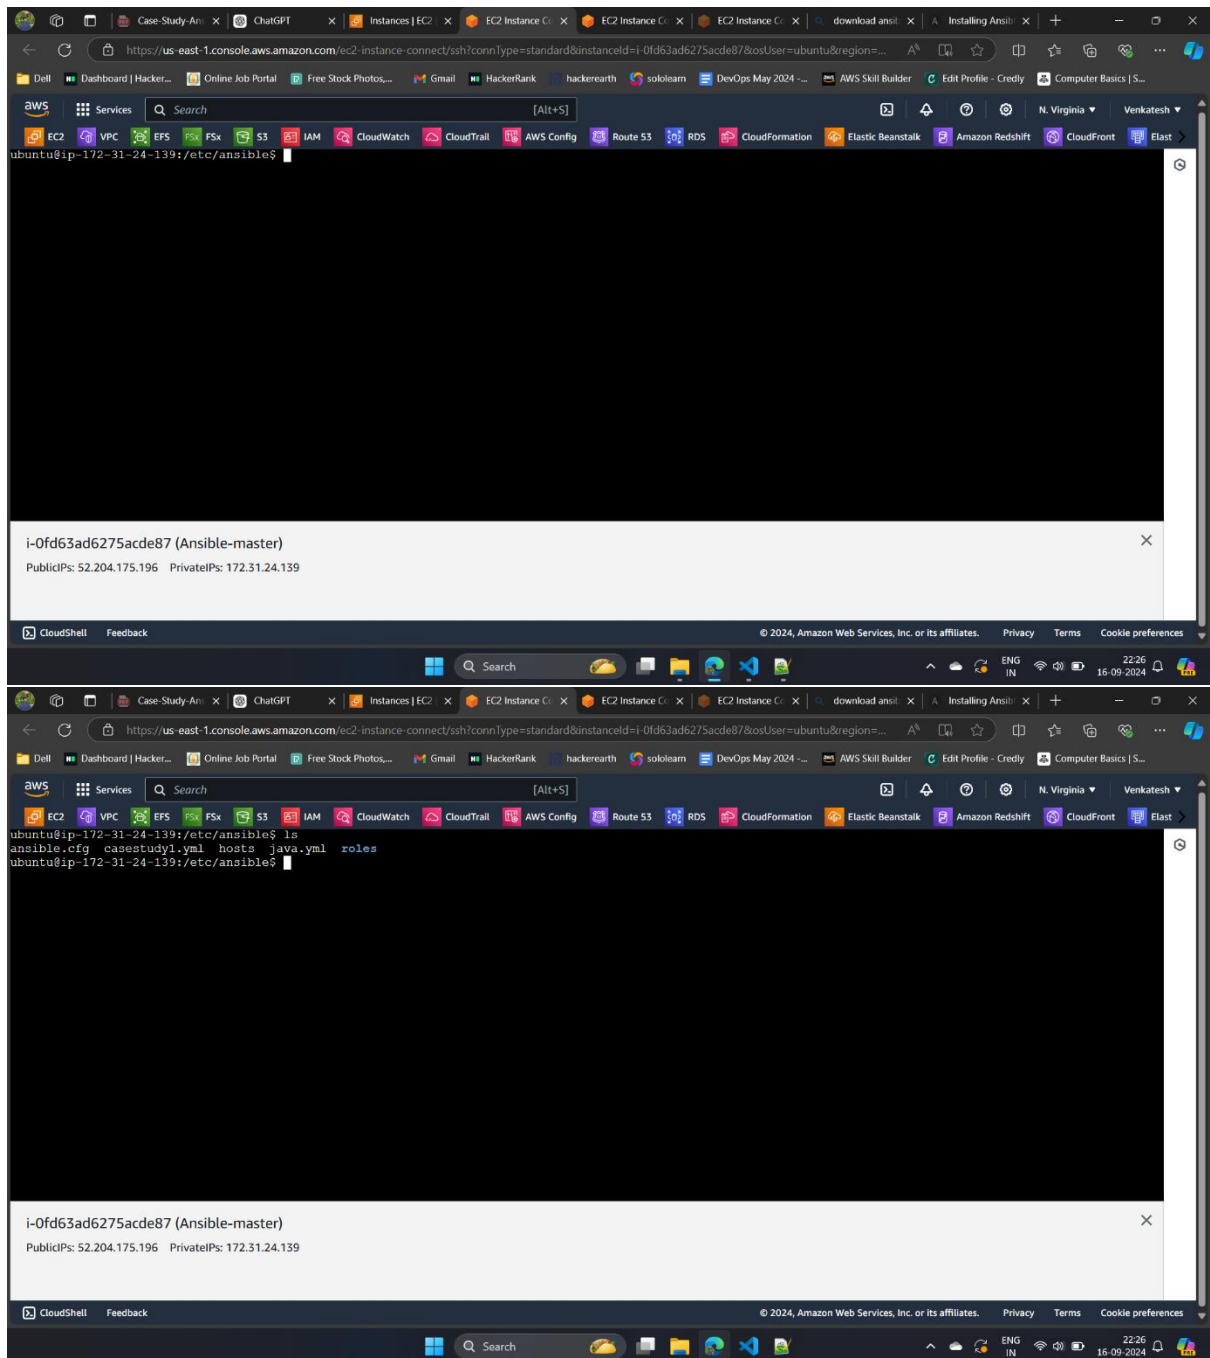 Case-Study-An
ChatGPT
Instances | EC2
EC2 Instance Co
EC2 Instance Co
EC2 Instance Co
download ansib
Installing Ansib
https://us-east-1.console.aws.amazon.com/ec2-instance-connect/ssh?connType=standard&instanceId=i-0fd63ad6275acde87&osUser=ubuntu&region=...
Dell
Dashboard | Hacker...
Online Job Portal
Free Stock Photos,...
Gmail
HackerRank
hackerearth
sololearn
DevOps May 2024 -...
AWS Skill Builder
Edit Profile - Credly
Computer Basics | S...
aws
Services
Search
[Alt+S]
N. Virginia
Venkatesh
EC2
VPC
EFS
FSx
S3
IAM
CloudWatch
CloudTrail
AWS Config
Route 53
RDS
CloudFormation
Elastic Beanstalk
Amazon Redshift
CloudFront
Elast
ubuntu@ip-172-31-24-139:/etc/ansible$
i-0fd63ad6275acde87 (Ansible-master)
PublicIPs: 52.204.175.196 PrivateIPs: 172.31.24.139
CloudShell
Feedback
© 2024, Amazon Web Services, Inc. or its affiliates.
Privacy
Terms
Cookie preferences
Search
ENG
IN
22:26
16-09-2024
Case-Study-An
ChatGPT
Instances | EC2
EC2 Instance Co
EC2 Instance Co
EC2 Instance Co
download ansib
Installing Ansib
https://us-east-1.console.aws.amazon.com/ec2-instance-connect/ssh?connType=standard&instanceId=i-0fd63ad6275acde87&osUser=ubuntu&region=...
Dell
Dashboard | Hacker...
Online Job Portal
Free Stock Photos,...
Gmail
HackerRank
hackerearth
sololearn
DevOps May 2024 -...
AWS Skill Builder
Edit Profile - Credly
Computer Basics | S...
aws
Services
Search
[Alt+S]
N. Virginia
Venkatesh
EC2
VPC
EFS
FSx
S3
IAM
CloudWatch
CloudTrail
AWS Config
Route 53
RDS
CloudFormation
Elastic Beanstalk
Amazon Redshift
CloudFront
Elast
ubuntu@ip-172-31-24-139:/etc/ansible$ ls
ansible.cfg casestudy1.yml hosts java.yml roles
ubuntu@ip-172-31-24-139:/etc/ansible$
i-0fd63ad6275acde87 (Ansible-master)
PublicIPs: 52.204.175.196 PrivateIPs: 172.31.24.139
CloudShell
Feedback
© 2024, Amazon Web Services, Inc. or its affiliates.
Privacy
Terms
Cookie preferences
Search
ENG
IN
22:26
16-09-2024